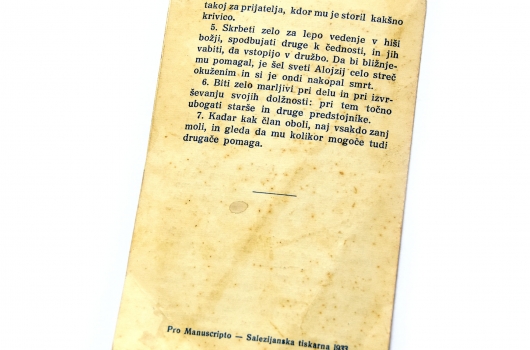 takoj za prijatelja, kdor mu je storil kakšno
krivico.
5. Skrbeti zelo za lepo vedenje v hiši
božji, spodbujati druge k čednosti, in jih
vabiti, da vstopijo v družbo. Da bi bližnje-
mu pomagal, je šel sveti Alojzij celo streč
okuženim in si je ondi nakopal smrt.
6. Biti zelo marljivi pri delu in pri izvr-
ševanju svojih dolžnosti: pri tem točno
ubogati starše in druge predstojnike.
7. Kadar kak član oboli, naj vsakdo zanj
moli, in gleda da mu kolikor mogoče tudi
drugače pomaga.
Pro Manuscripto — Salezijanska tiskarna 1933